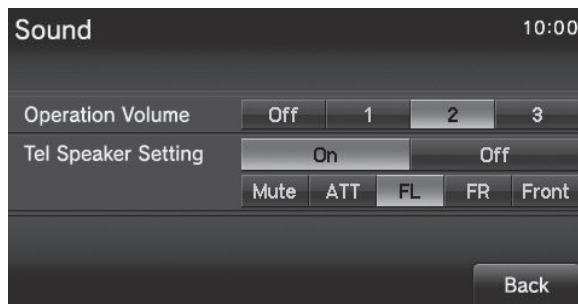 Sound 10:00
Operation Volume Off 1 2 3
Tel Speaker Setting On Off
Mute ATT FL FR Front
Back